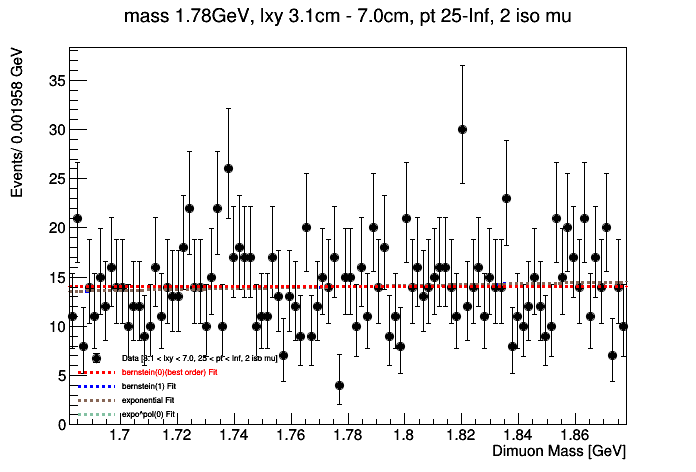 mass 1.78GeV, lxy 3.1cm - 7.0cm, pt 25-Inf, 2 iso mu
Events/ 0.001958 GeV
35
30
25
20
15
10
5
0
Data [3.1 < lxy < 7.0, 25 < pt < Inf, 2 iso mu]
bernstein(0)(best order) Fit
bernstein(1) Fit
exponential Fit
expo*pol(0) Fit
1.7 1.72 1.74 1.76 1.78 1.8 1.82 1.84 1.86
Dimuon Mass [GeV]